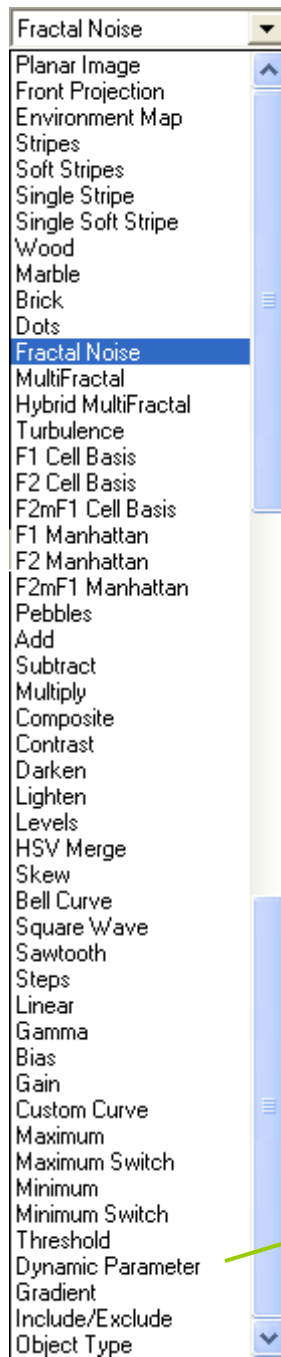 Fractal Noise
Planar Image
Front Projection
Environment Map
Stripes
Soft Stripes
Single Stripe
Single Soft Stripe
Wood
Marble
Brick
Dots
Fractal Noise
MultiFractal
Hybrid MultiFractal
Turbulence
F1 Cell Basis
F2 Cell Basis
F2mF1 Cell Basis
F1 Manhattan
F2 Manhattan
F2mF1 Manhattan
Pebbles
Add
Subtract
Multiply
Composite
Contrast
Darken
Lighten
Levels
HSV Merge
Skew
Bell Curve
Square Wave
Sawtooth
Steps
Linear
Gamma
Bias
Gain
Custom Curve
Maximum
Maximum Switch
Minimum
Minimum Switch
Threshold
Dynamic Parameter
Gradient
Include/Exclude
Object Type